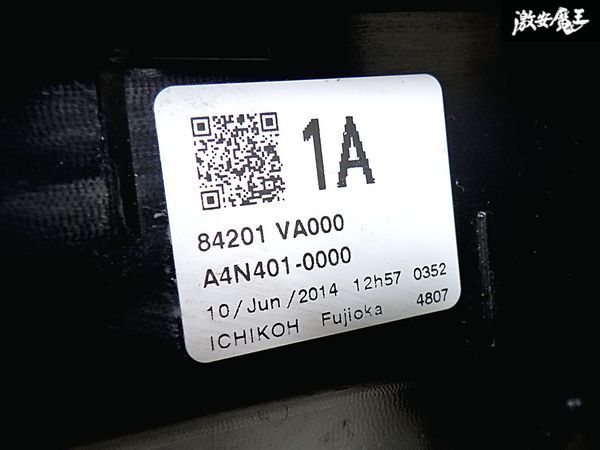 激安魔王
1A
84201 VA000
A4N401-0000
10/Jun/2014 12h57 0352
ICHIKOH Fujioka 4807